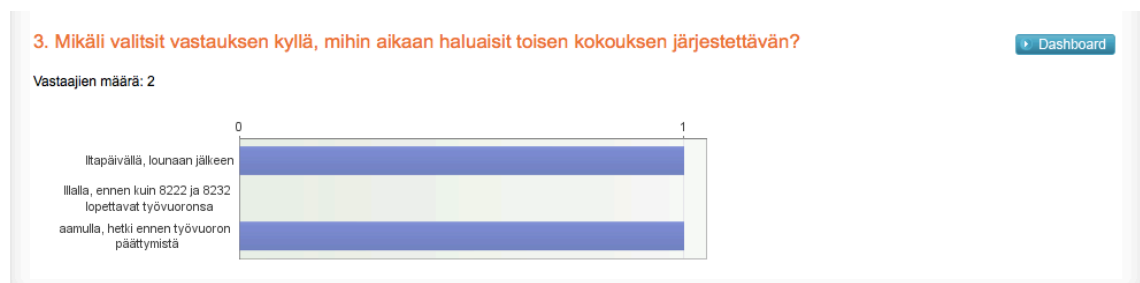 3. Mikäli valitsit vastauksen kyllä, mihin aikaan haluaisit toisen kokouksen järjestettävän?
Dashboard
Vastaajien määrä: 2
0 1
Iltapäivällä, lounaan jälkeen
Illalla, ennen kuin 8222 ja 8232
lopettavat työvuoronsa
aamulla, hetki ennen työvuoron
päättymistä